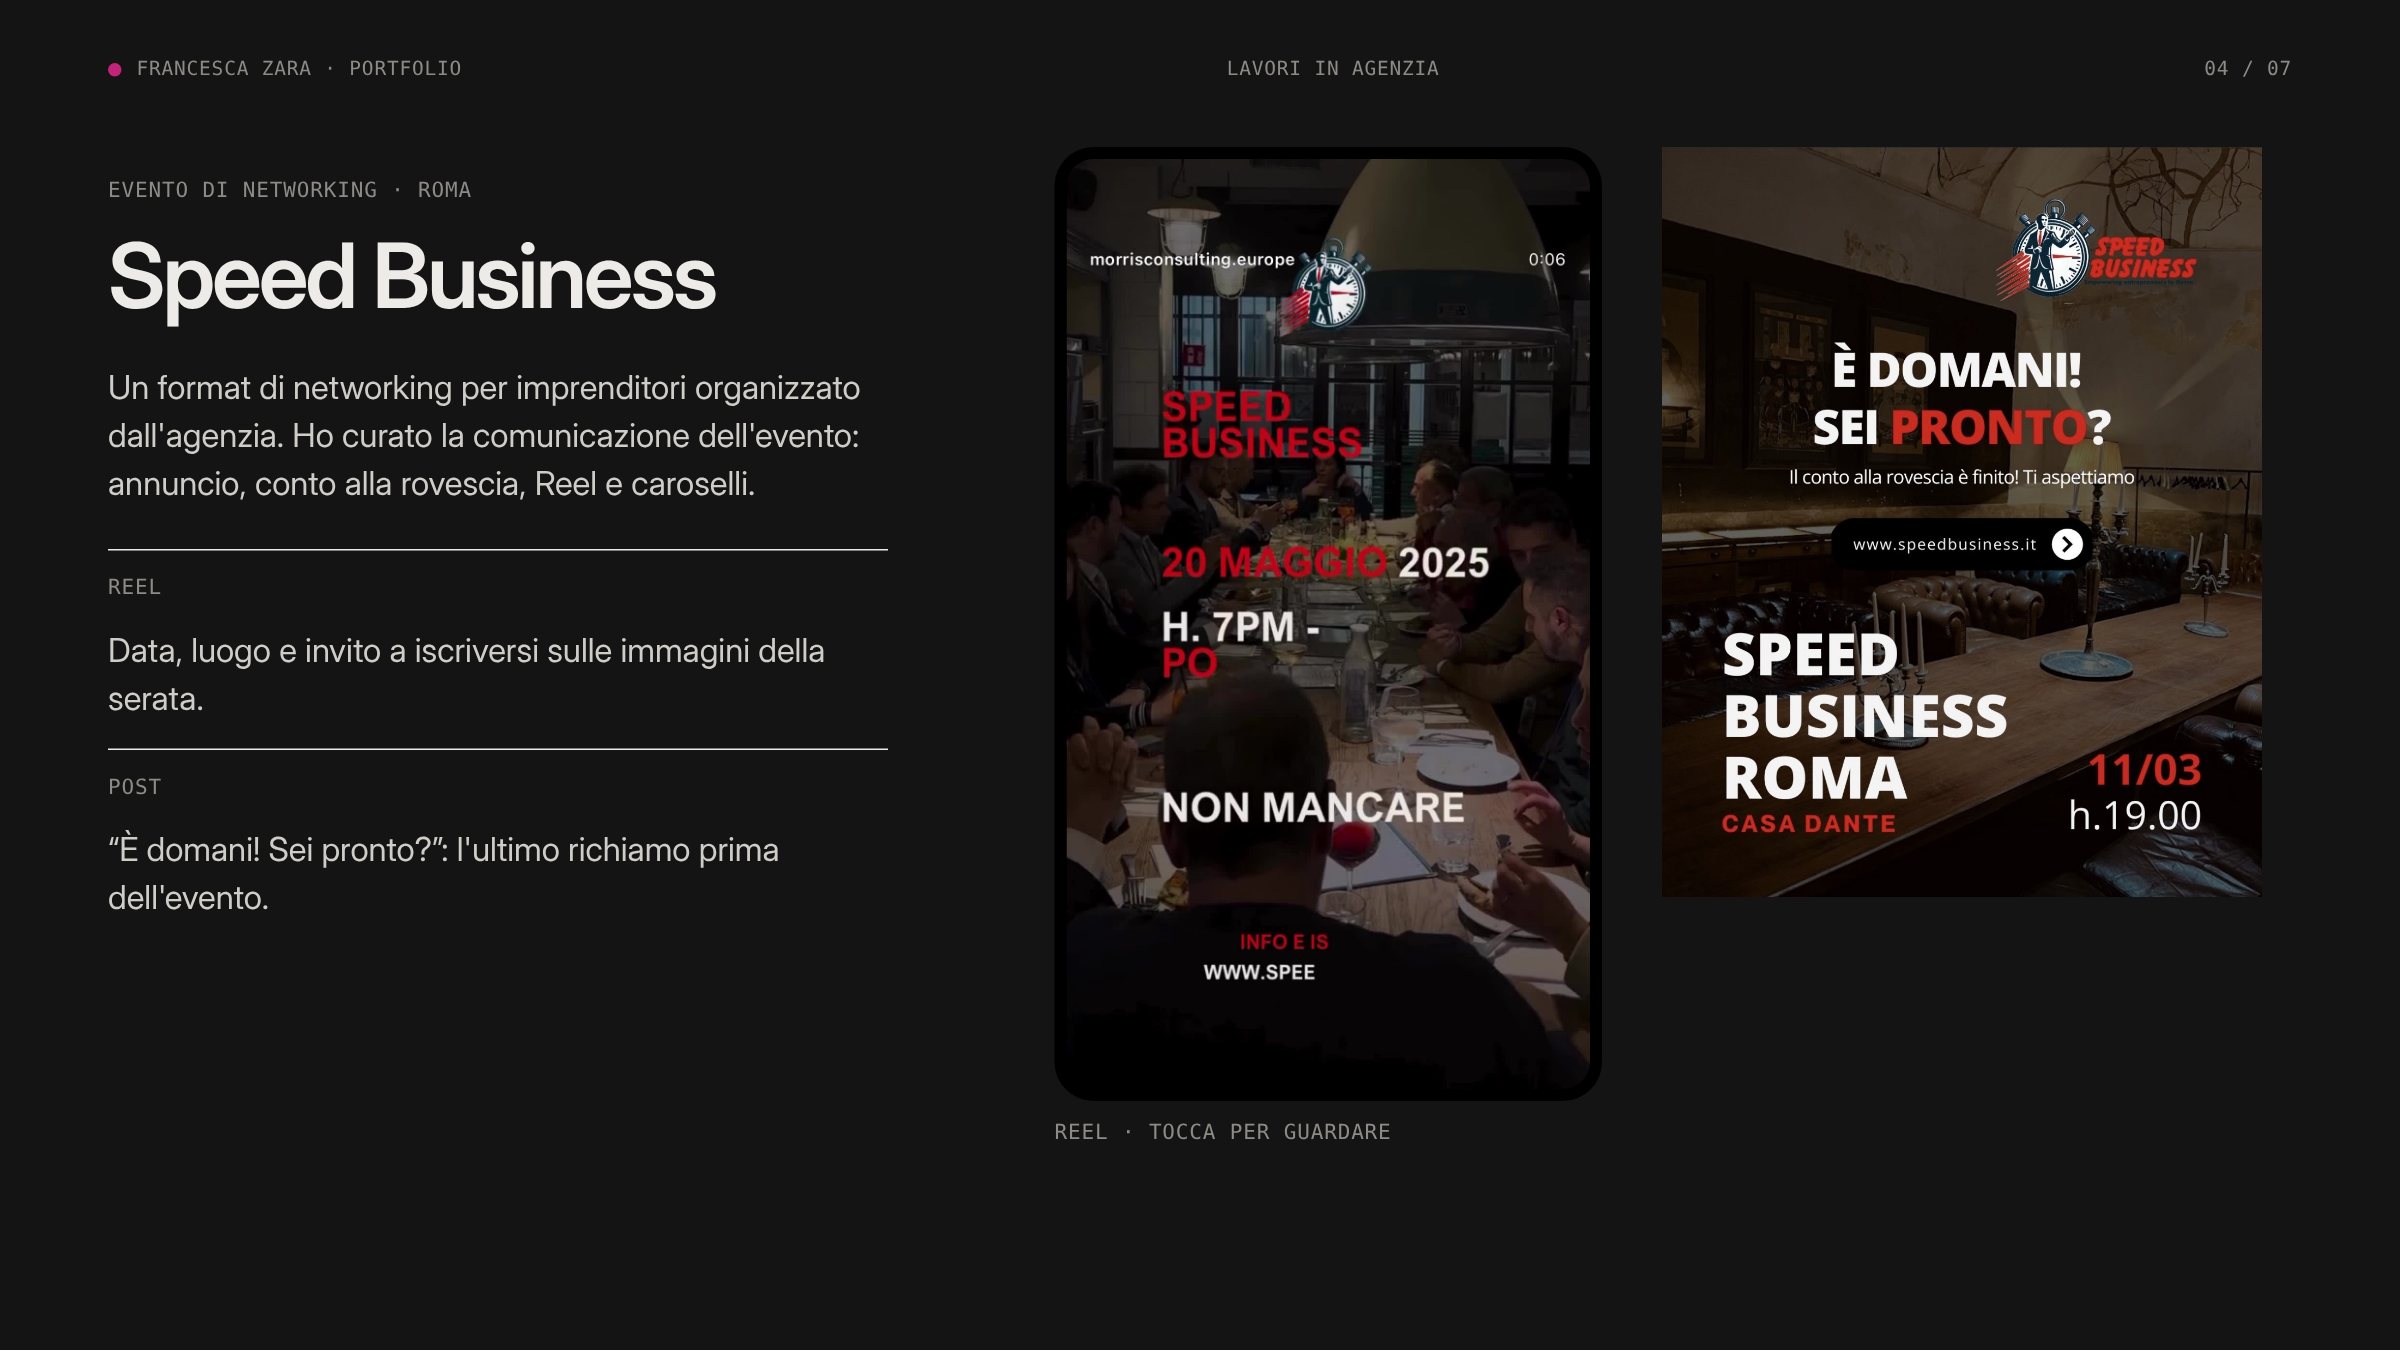 FRANCESCA ZARA · PORTFOLIO
LAVORI IN AGENZIA
04 / 07
EVENTO DI NETWORKING · ROMA
Speed Business
Un format di networking per imprenditori organizzato
dall'agenzia. Ho curato la comunicazione dell'evento:
annuncio, conto alla rovescia, Reel e caroselli.
REEL
Data, luogo e invito a iscriversi sulle immagini della
serata.
POST
“È domani! Sei pronto?”: l'ultimo richiamo prima
dell'evento.
morrisconsulting.europe
0:06
SPEED
BUSINESS
20 MAGGIO 2025
H. 7PM -
PO
NON MANCARE
INFO E IS
WWW.SPEE
REEL · TOCCA PER GUARDARE
SPEED
BUSINESS
È DOMANI!
SEI PRONTO?
Il conto alla rovescia è finito! Ti aspettiamo
www.speedbusiness.it
SPEED
BUSINESS
ROMA
CASA DANTE
11/03
h.19.00